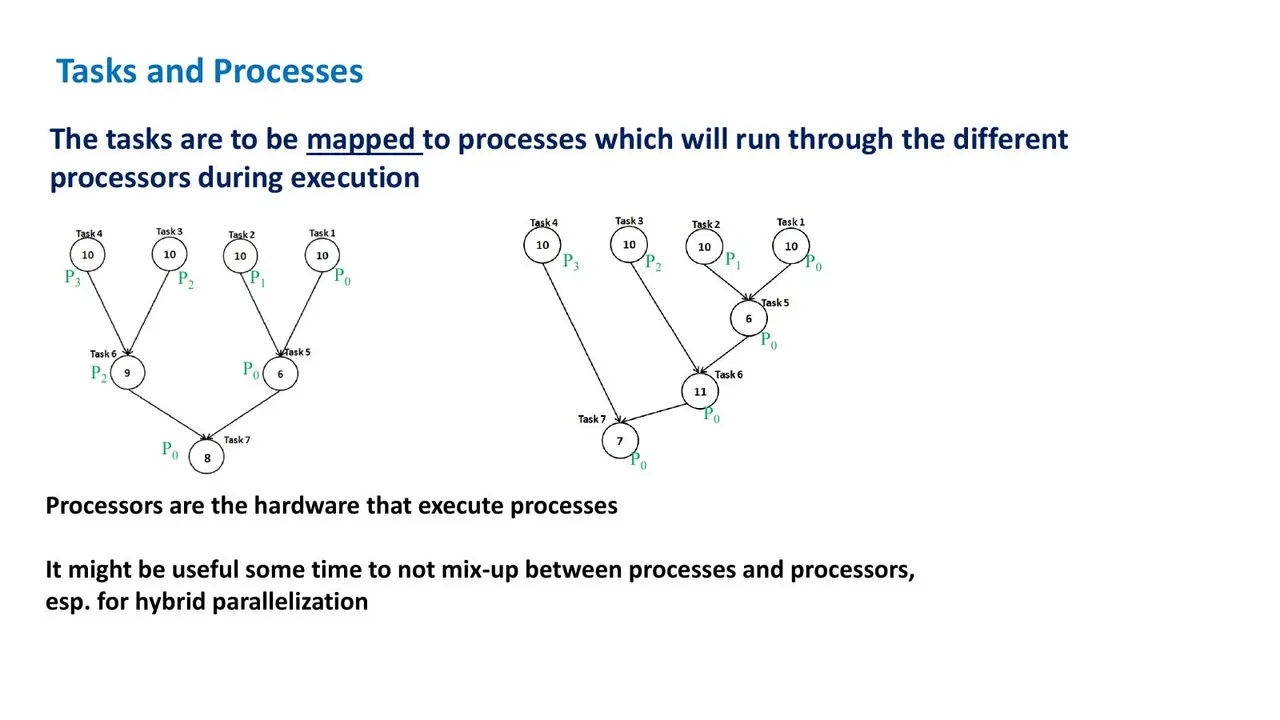 Tasks and Processes
The tasks are to be mapped to processes which will run through the different
processors during execution
Task 4 Task 3 Task 2 Task 1
10 10 10 10
P3 P2 P1 P0
Task 6 Task 5
P2 9 P0 6
Task 7
P0 8
Task 4 Task 3 Task 2 Task 1
10 10 10 10
P3 P2 P1 P0
Task 5
6
P0
Task 6
11
P0
Task 7
7
P0
Processors are the hardware that execute processes
It might be useful some time to not mix-up between processes and processors,
esp. for hybrid parallelization